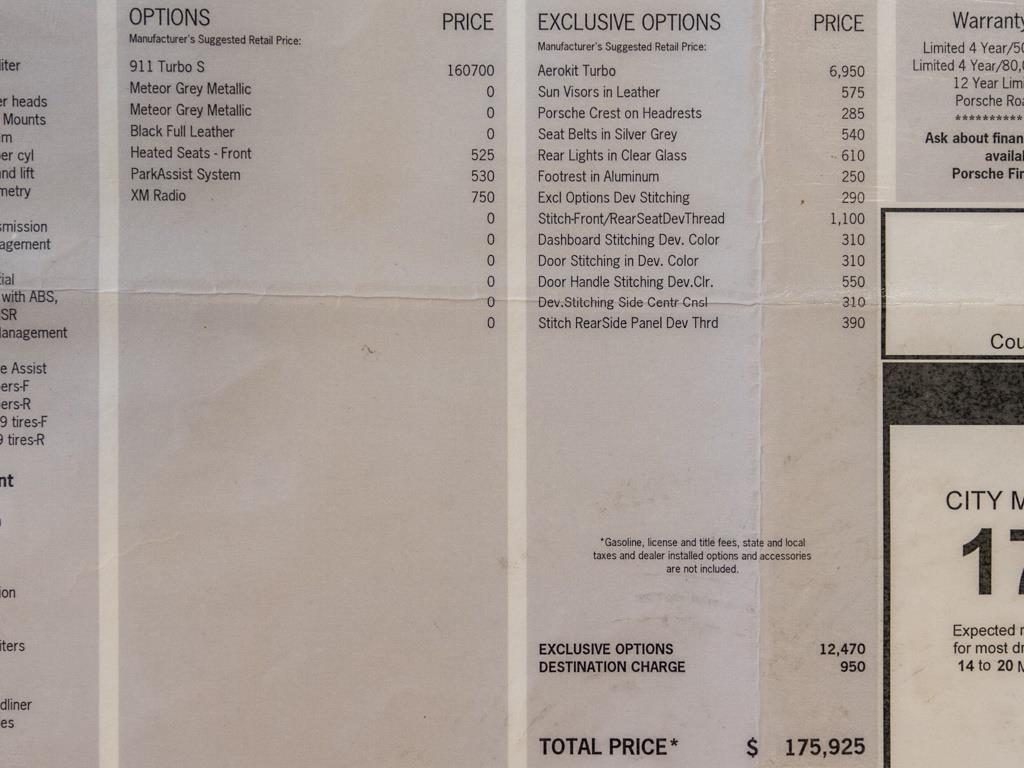 liter
er heads
Mounts
m
er cyl
and lift
metry
smission
agement
ial
with ABS,
SR
Management
e Assist
ers-F
ers-R
9 tires-F
9 tires-R
nt
ion
iters
dliner
es
OPTIONS PRICE
Manufacturer's Suggested Retail Price:
911 Turbo S 160700
Meteor Grey Metallic 0
Meteor Grey Metallic 0
Black Full Leather 0
Heated Seats - Front 525
ParkAssist System 530
XM Radio 750
0
0
0
0
0
0
EXCLUSIVE OPTIONS PRICE
Manufacturer's Suggested Retail Price:
Aerokit Turbo 6,950
Sun Visors in Leather 575
Porsche Crest on Headrests 285
Seat Belts in Silver Grey 540
Rear Lights in Clear Glass 610
Footrest in Aluminum 250
Excl Options Dev Stitching 290
Stitch-Front/RearSeatDevThread 1,100
Dashboard Stitching Dev. Color 310
Door Stitching in Dev. Color 310
Door Handle Stitching Dev.Clr. 550
Dev.Stitching Side Centr Cnsl 310
Stitch RearSide Panel Dev Thrd 390
*Gasoline, license and title fees, state and local
taxes and dealer installed options and accessories
are not included.
EXCLUSIVE OPTIONS 12,470
DESTINATION CHARGE 950
TOTAL PRICE* $ 175,925
Warranty
Limited 4 Year/50
Limited 4 Year/80,0
12 Year Lim
Porsche Roa
**********
Ask about finan
availab
Porsche Fin
Cou
CITY M
17
Expected r
for most dr
14 to 20 M